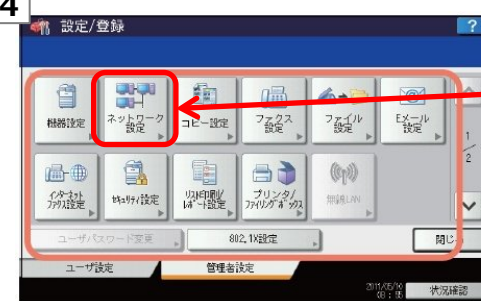 4
設定/登録
?
機器設定
ネットワーク
設定
コピー設定
ファクス
設定
ファイル
設定
Eメール
設定
1
2
インターネット
ファクス設定
セキュリティ設定
リスト印刷/
レポート設定
プリンタ/
ファイリングボックス
無線LAN
ユーザパスワード変更
802.1X設定
閉じる
ユーザ設定
管理者設定
状況確認